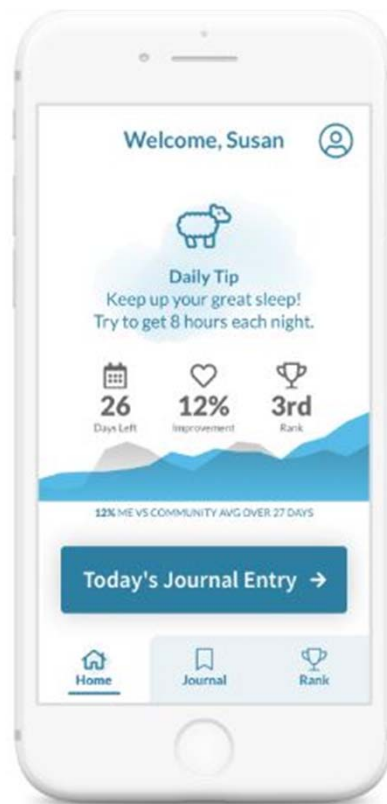 Welcome, Susan
Daily Tip
Keep up your great sleep!
Try to get 8 hours each night.
26 12% 3rd
Days Left Improvement Rank
12% ME VS COMMUNITY AVG OVER 27 DAYS
Today's Journal Entry →
Home Journal Rank